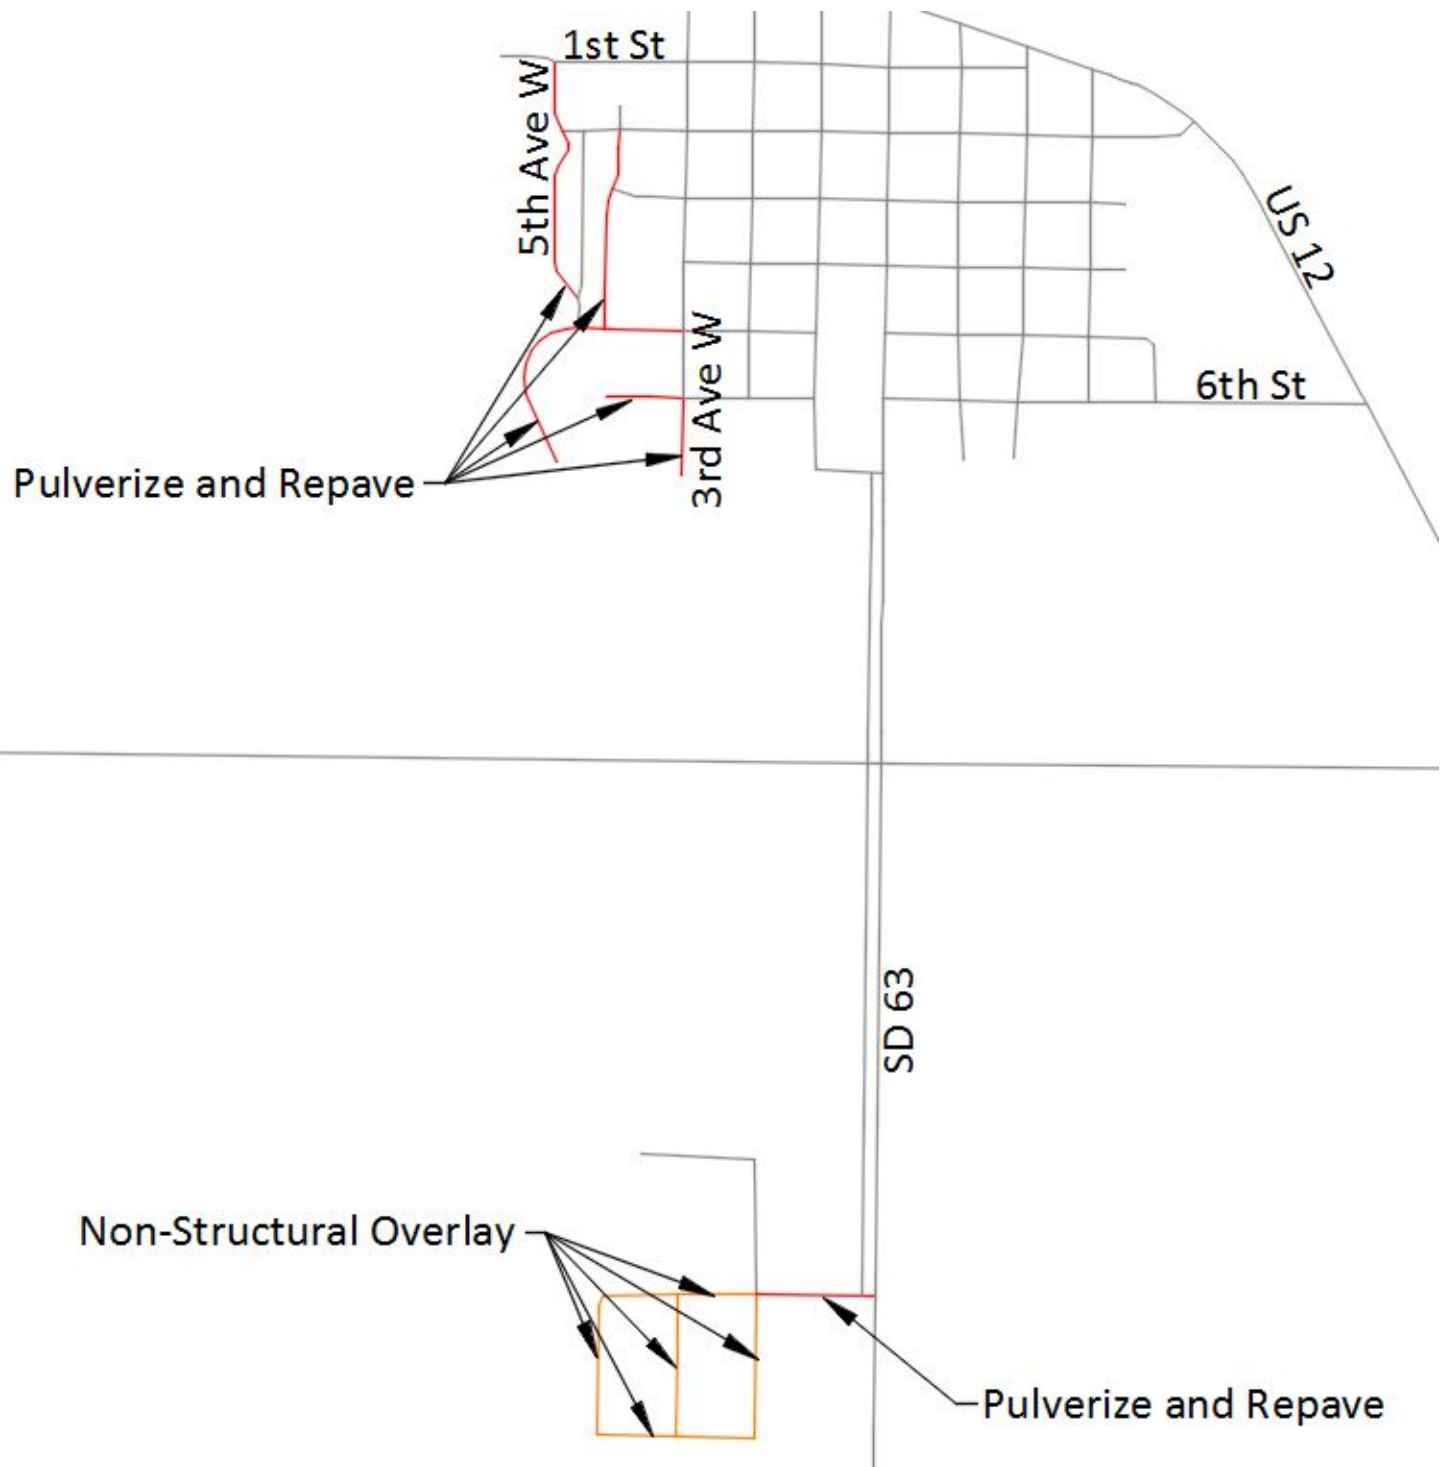 1st St
5th Ave W
US 12
3rd Ave W
6th St
Pulverize and Repave
SD 63
Non-Structural Overlay
Pulverize and Repave